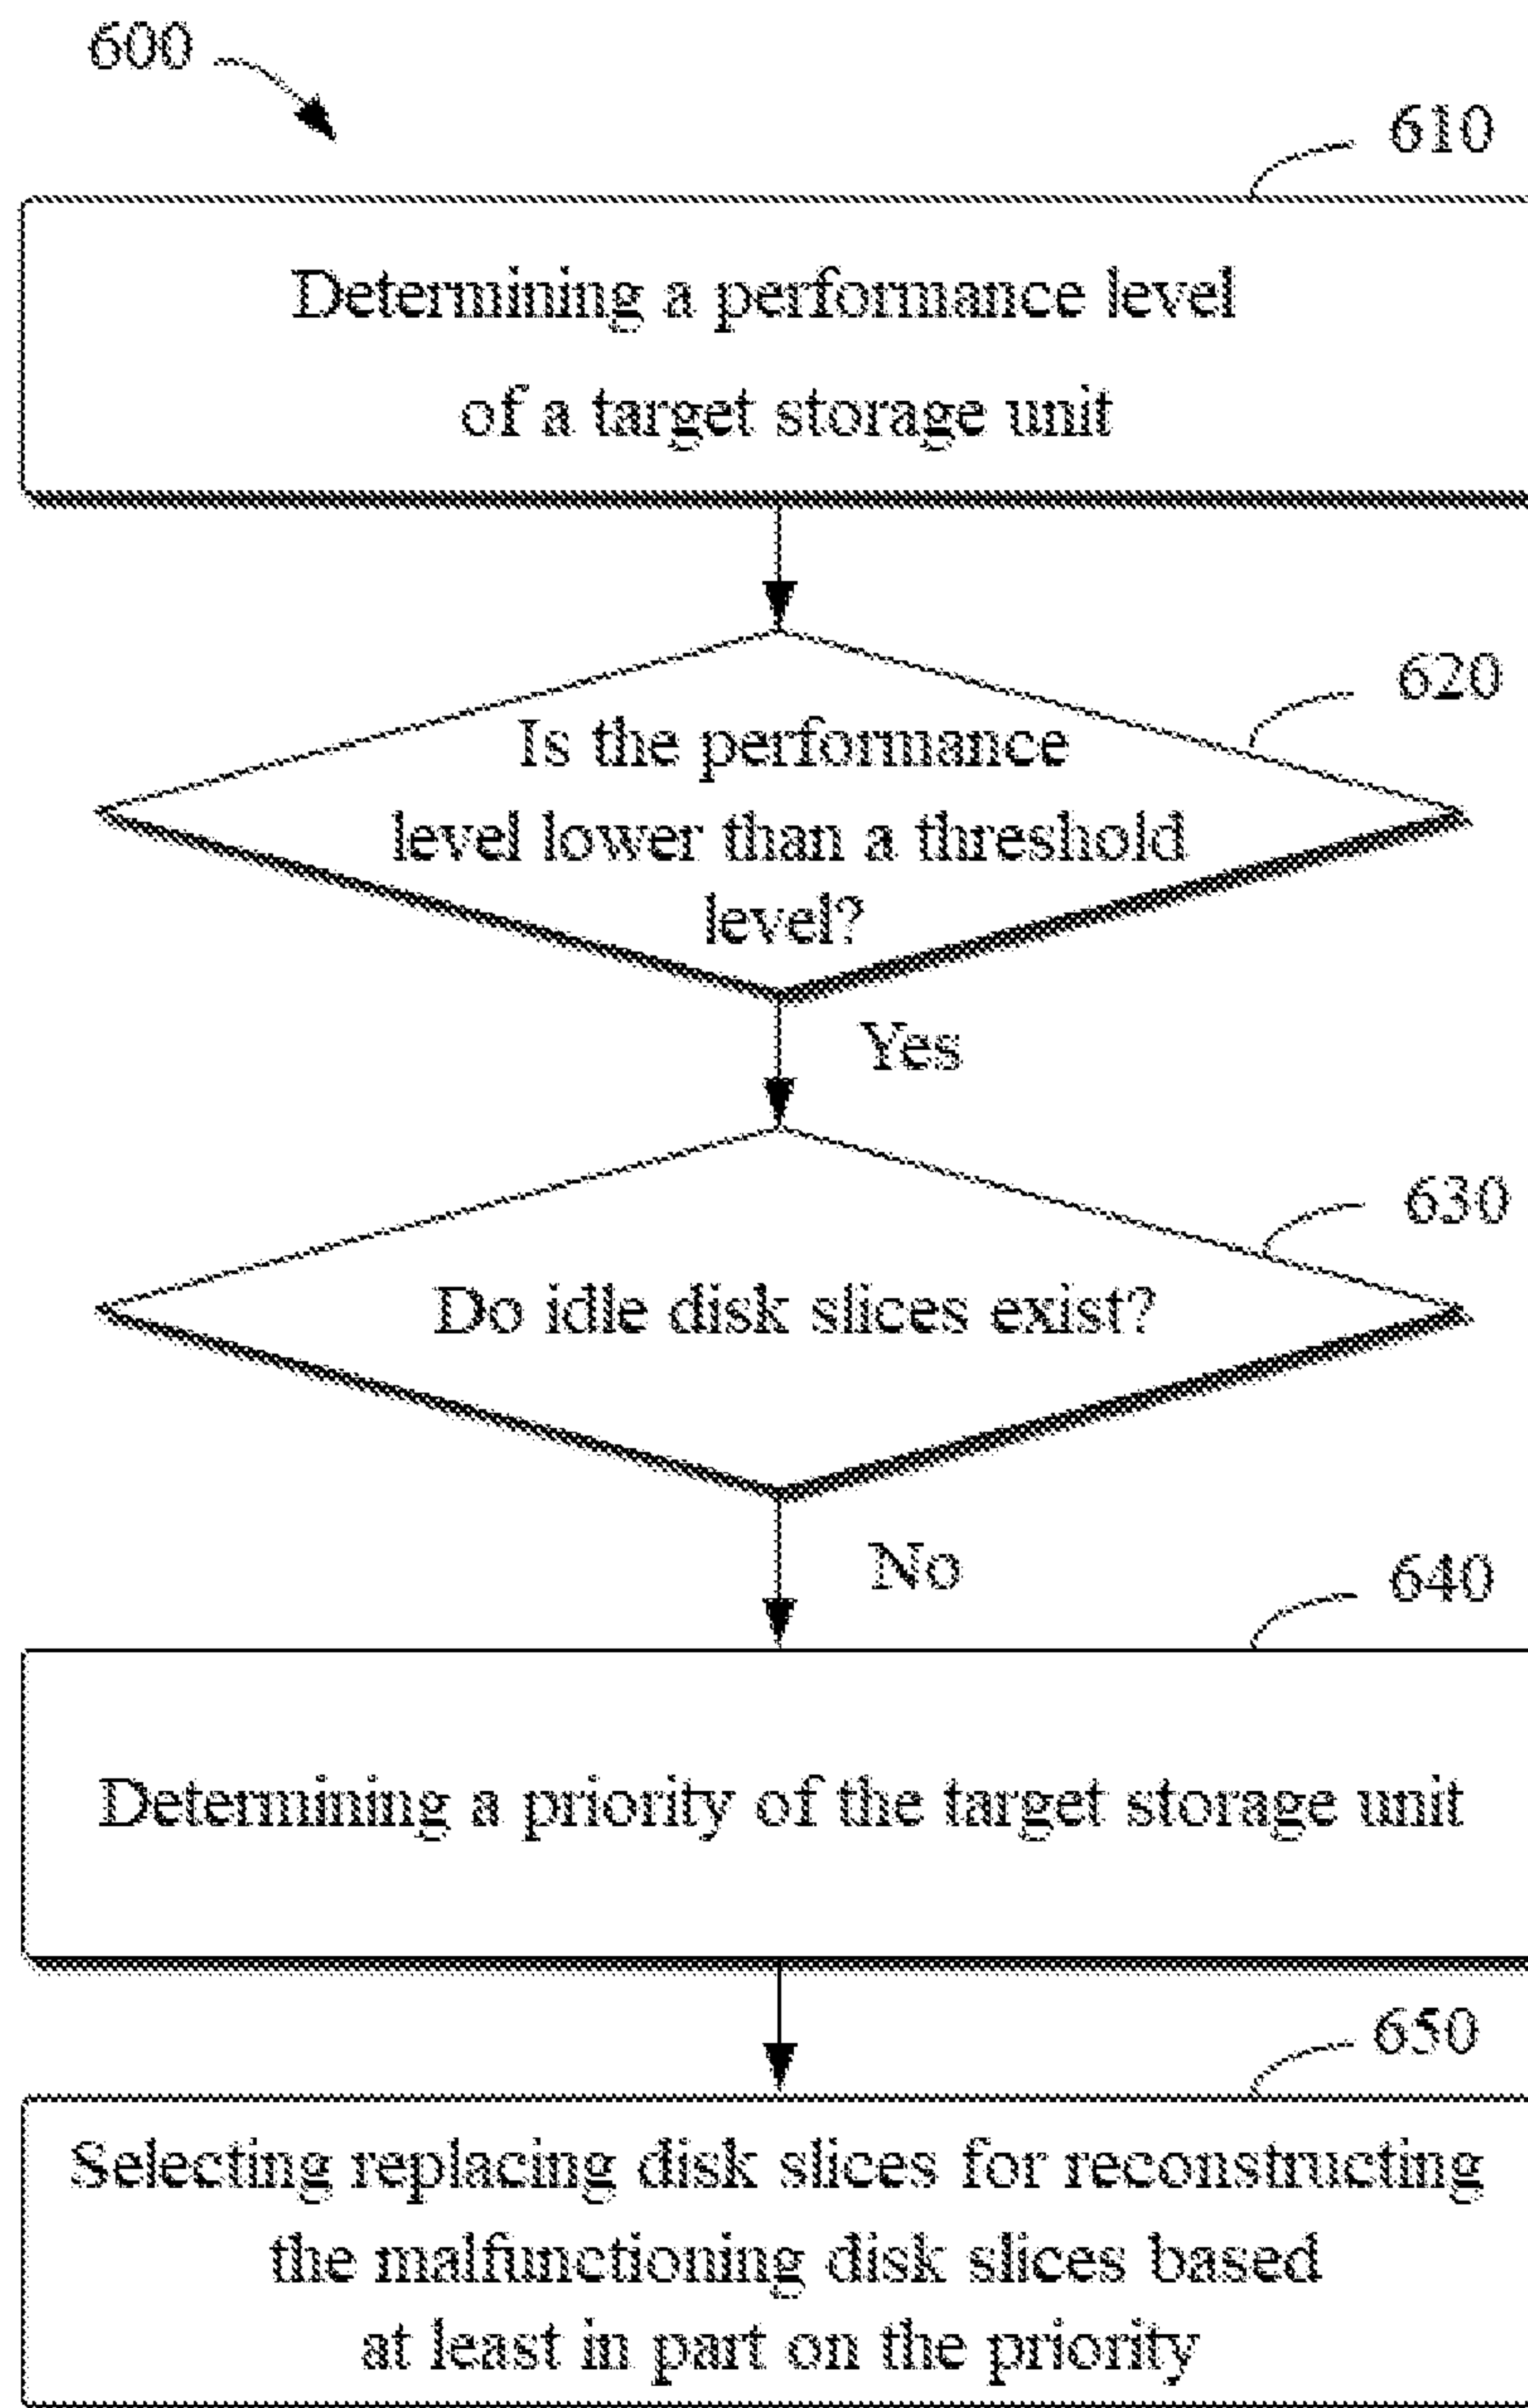 600
610
Determining a performance level
of a target storage unit
620
Is the performance
level lower than a threshold
level?
Yes
630
Do idle disk slices exist?
No
640
Determining a priority of the target storage unit
650
Selecting replacing disk slices for reconstructing
the malfunctioning disk slices based
at least in part on the priority